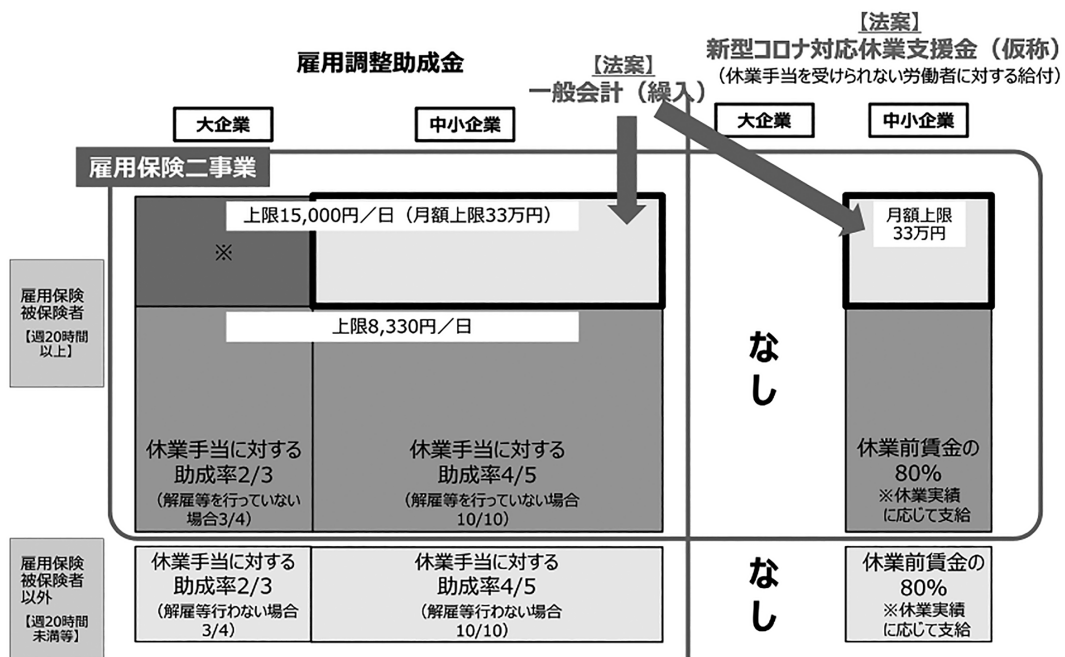 雇用調整助成金
【法案】
一般会計（繰入）
【法案】
新型コロナ対応休業支援金（仮称）
（休業手当を受けられない労働者に対する給付）
大企業
中小企業
大企業
中小企業
雇用保険二事業
雇用保険
被保険者
【週20時間
以上】
上限15,000円／日（月額上限33万円）
※
月額上限
33万円
上限8,330円／日
休業手当に対する
助成率2/3
（解雇等を行っていない
場合3/4）
休業手当に対する
助成率4/5
（解雇等を行っていない場合
10/10）
なし
休業前賃金の
80%
※休業実績
に応じて支給
雇用保険
被保険者
以外
【週20時間
未満等】
休業手当に対する
助成率2/3
（解雇等行わない場合
3/4）
休業手当に対する
助成率4/5
（解雇等行わない場合
10/10）
なし
休業前賃金の
80%
※休業実績
に応じて支給